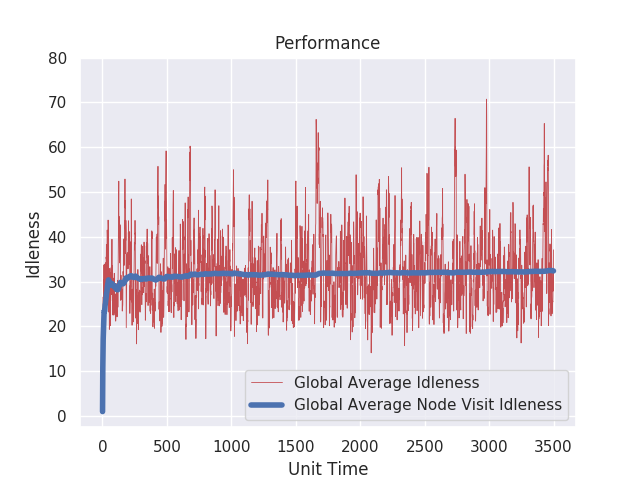 Performance
80
70
60
50
40
30
20
10
0
Idleness
Global Average Idleness
Global Average Node Visit Idleness
0 500 1000 1500 2000 2500 3000 3500
Unit Time